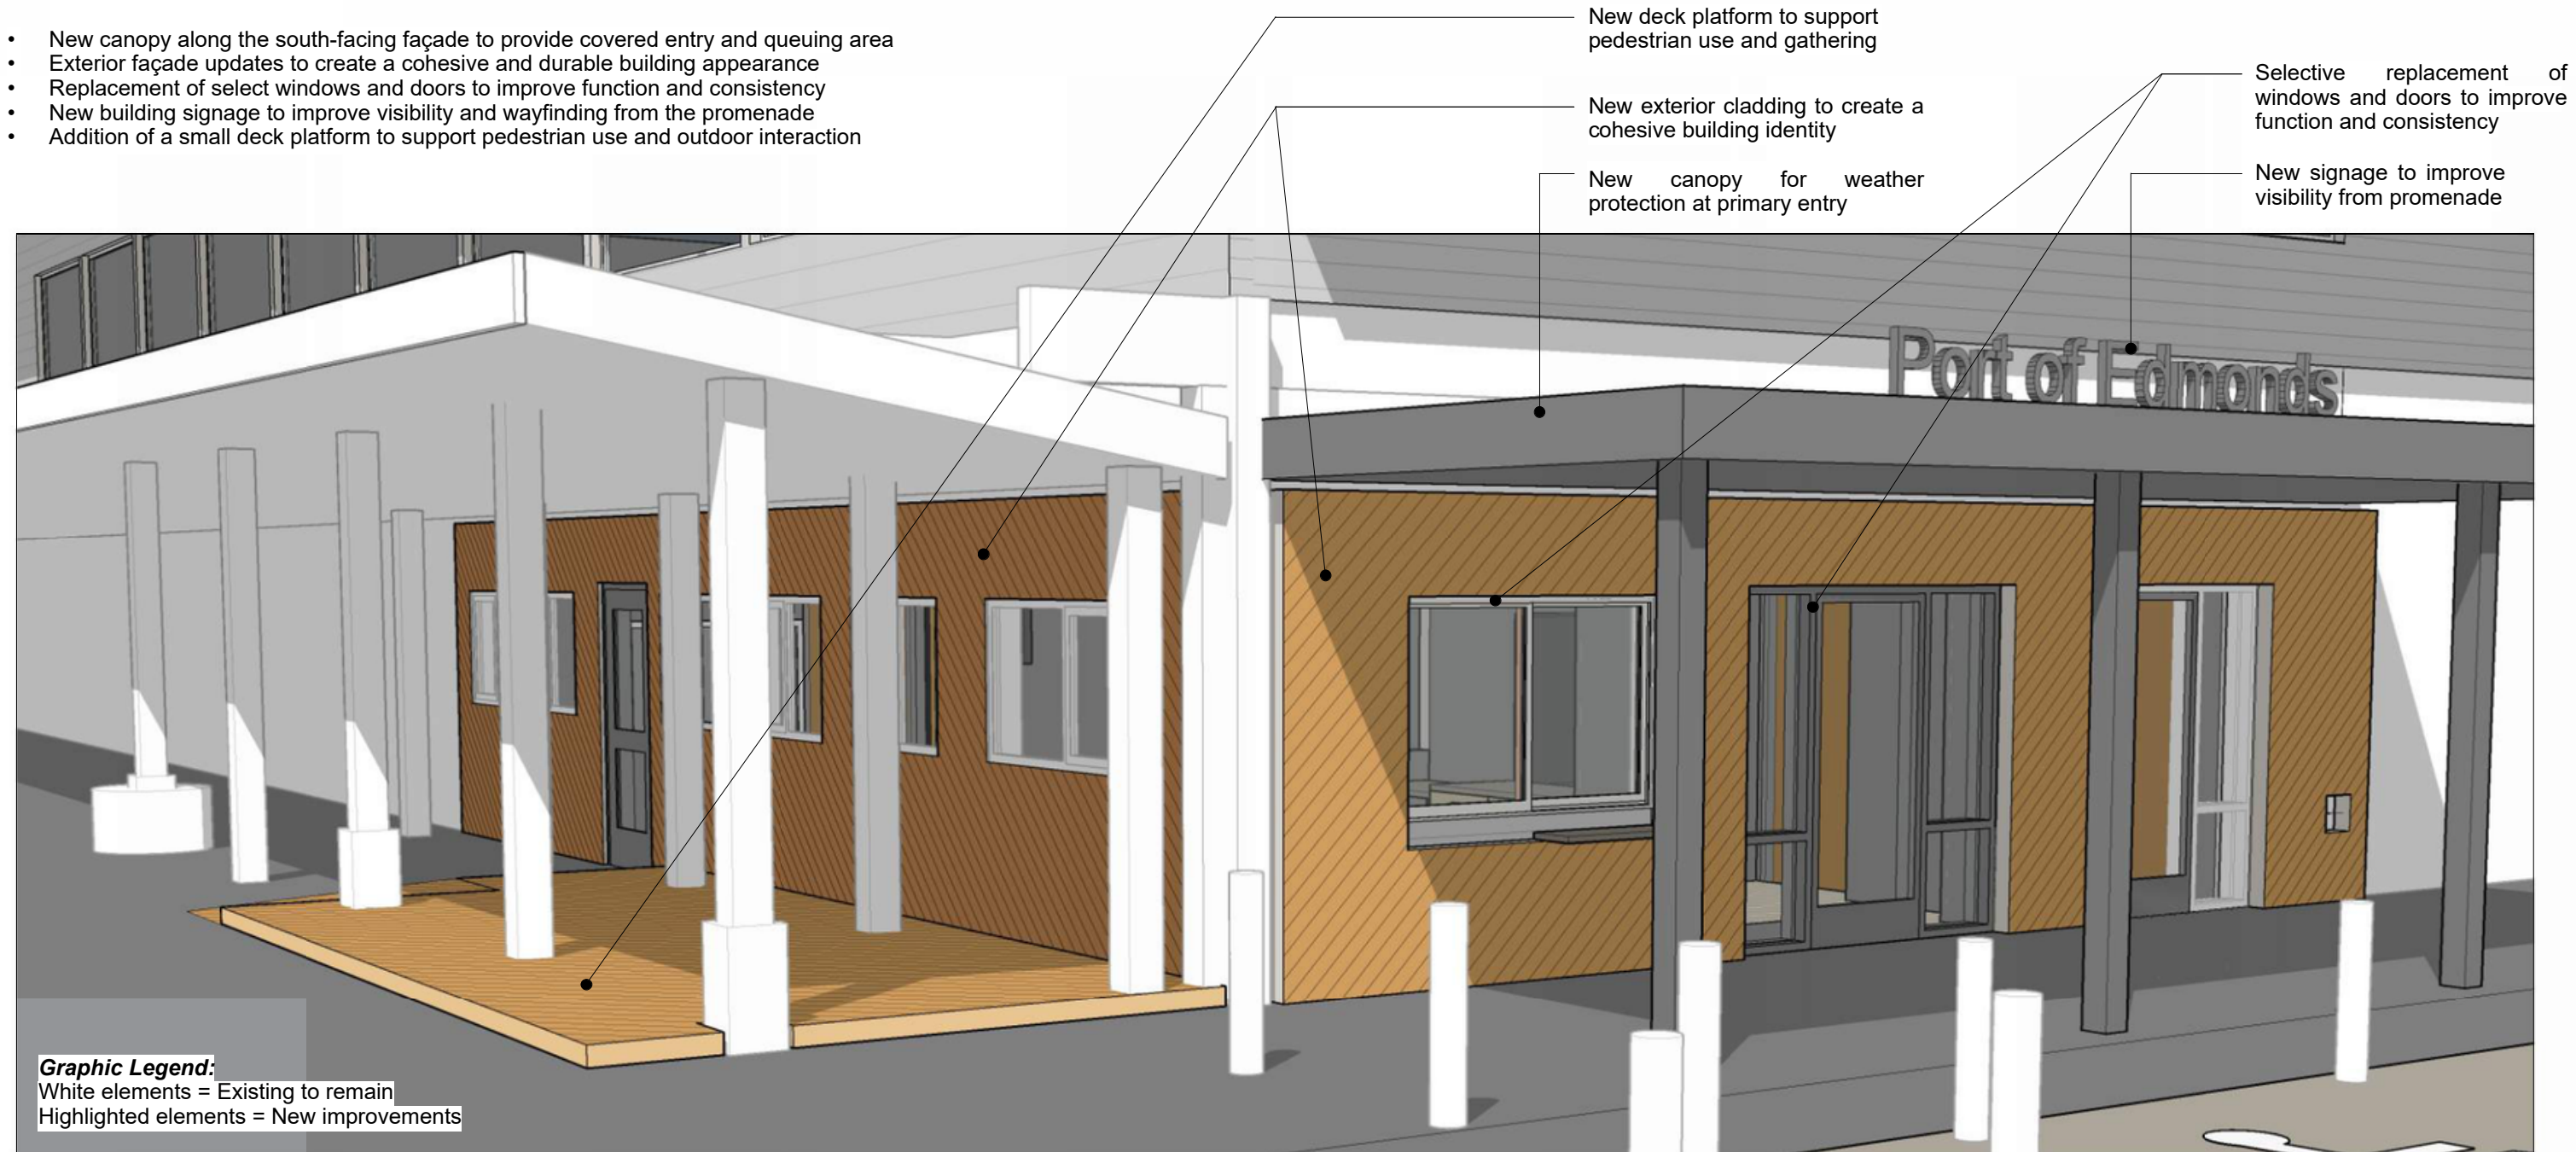 • New canopy along the south-facing façade to provide covered entry and queuing area
• Exterior façade updates to create a cohesive and durable building appearance
• Replacement of select windows and doors to improve function and consistency
• New building signage to improve visibility and wayfinding from the promenade
• Addition of a small deck platform to support pedestrian use and outdoor interaction
New deck platform to support
pedestrian use and gathering
New exterior cladding to create a
cohesive building identity
New canopy for weather
protection at primary entry
Selective replacement of
windows and doors to improve
function and consistency
New signage to improve
visibility from promenade
Port of Edmonds
Graphic Legend:
White elements = Existing to remain
Highlighted elements = New improvements